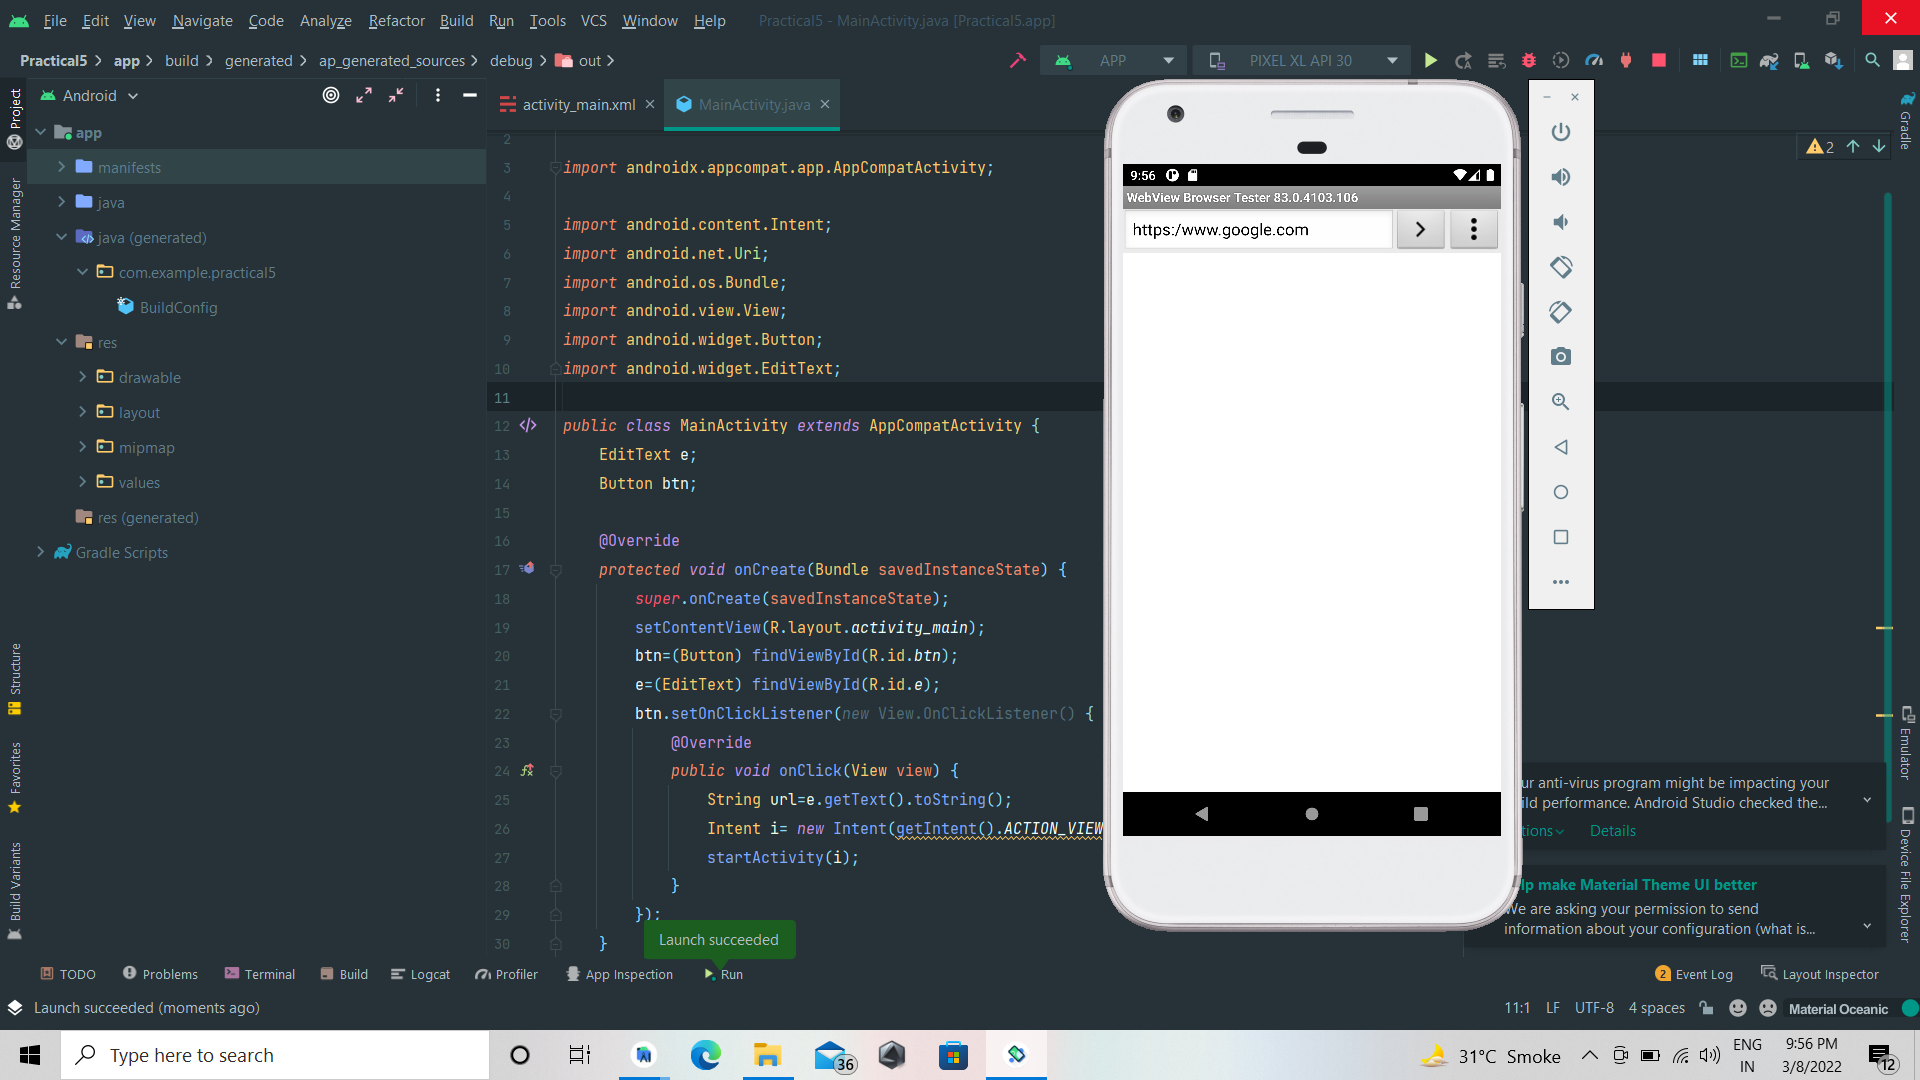 File Edit View Navigate Code Analyze Refactor Build Run Tools VCS Window Help Practical5 - MainActivity.java [Practical5.app]
Practical5 app build generated ap_generated_sources debug out APP PIXEL XL API 30
Android
activity_main.xml
MainActivity.java
Project
Resource Manager
Structure
Favorites
Build Variants
app
manifests
java
java (generated)
com.example.practical5
BuildConfig
res
drawable
layout
mipmap
values
res (generated)
Gradle Scripts
2
3 import androidx.appcompat.app.AppCompatActivity;
4
5 import android.content.Intent;
6 import android.net.Uri;
7 import android.os.Bundle;
8 import android.view.View;
9 import android.widget.Button;
10 import android.widget.EditText;
11
12 public class MainActivity extends AppCompatActivity {
13 EditText e;
14 Button btn;
15
16 @Override
17 protected void onCreate(Bundle savedInstanceState) {
18 super.onCreate(savedInstanceState);
19 setContentView(R.layout.activity_main);
20 btn=(Button) findViewById(R.id.btn);
21 e=(EditText) findViewById(R.id.e);
22 btn.setOnClickListener(new View.OnClickListener() {
23 @Override
24 public void onClick(View view) {
25 String url=e.getText().toString();
26 Intent i= new Intent(getIntent().ACTION_VIEW
27 startActivity(i);
28 }
29 });
30 }
Launch succeeded
9:56
WebView Browser Tester 83.0.4103.106
https:/www.google.com
2
Gradle
Emulator
Device File Explorer
ur anti-virus program might be impacting your
ild performance. Android Studio checked the...
tions Details
lp make Material Theme UI better
We are asking your permission to send
information about your configuration (what is...
TODO Problems Terminal Build Logcat Profiler App Inspection Run 2 Event Log Layout Inspector
Launch succeeded (moments ago) 11:1 LF UTF-8 4 spaces Material Oceanic
Type here to search
36
31°C Smoke
ENG
IN
9:56 PM
3/8/2022
12